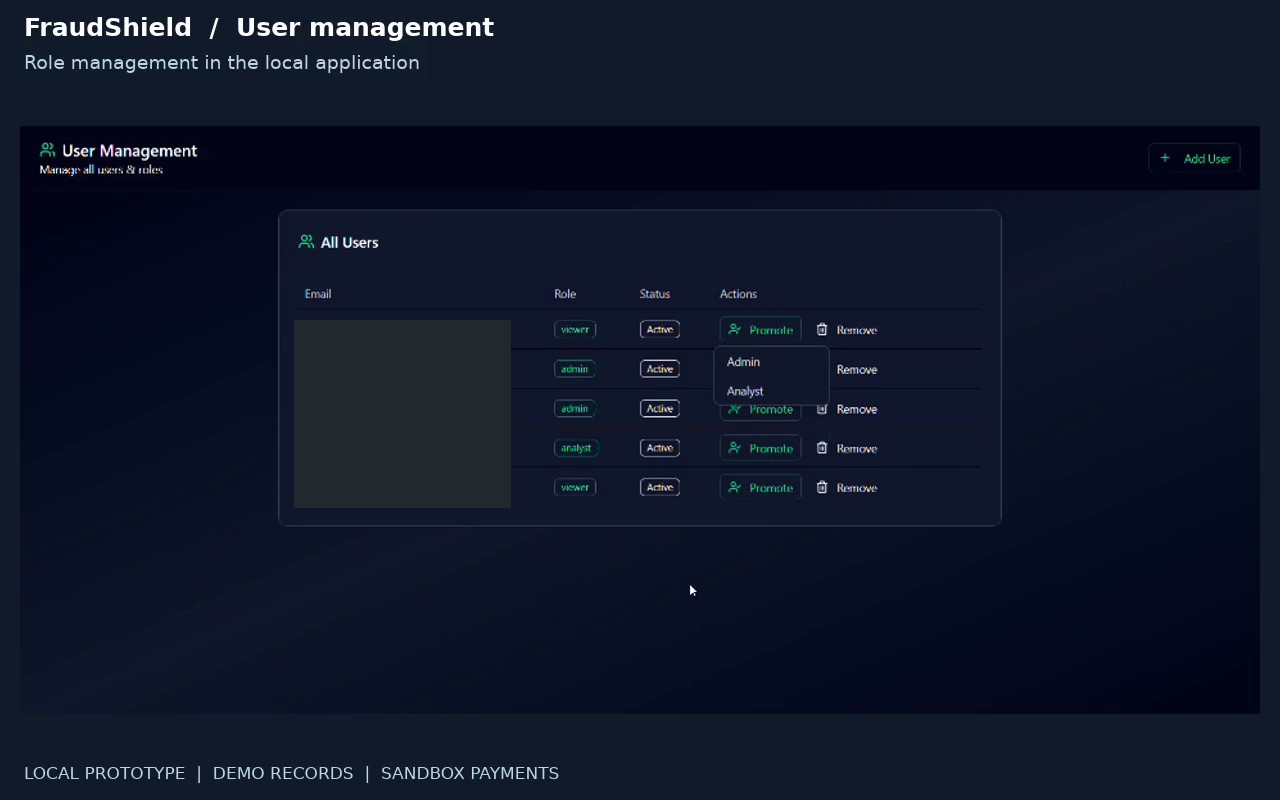 FraudShield / User management
Role management in the local application
User Management
Manage all users & roles
+ Add User
All Users
Email Role Status Actions
viewer Active Promote Remove
Admin
admin Active Remove
Analyst
admin Active Promote Remove
analyst Active Promote Remove
viewer Active Promote Remove
LOCAL PROTOTYPE | DEMO RECORDS | SANDBOX PAYMENTS